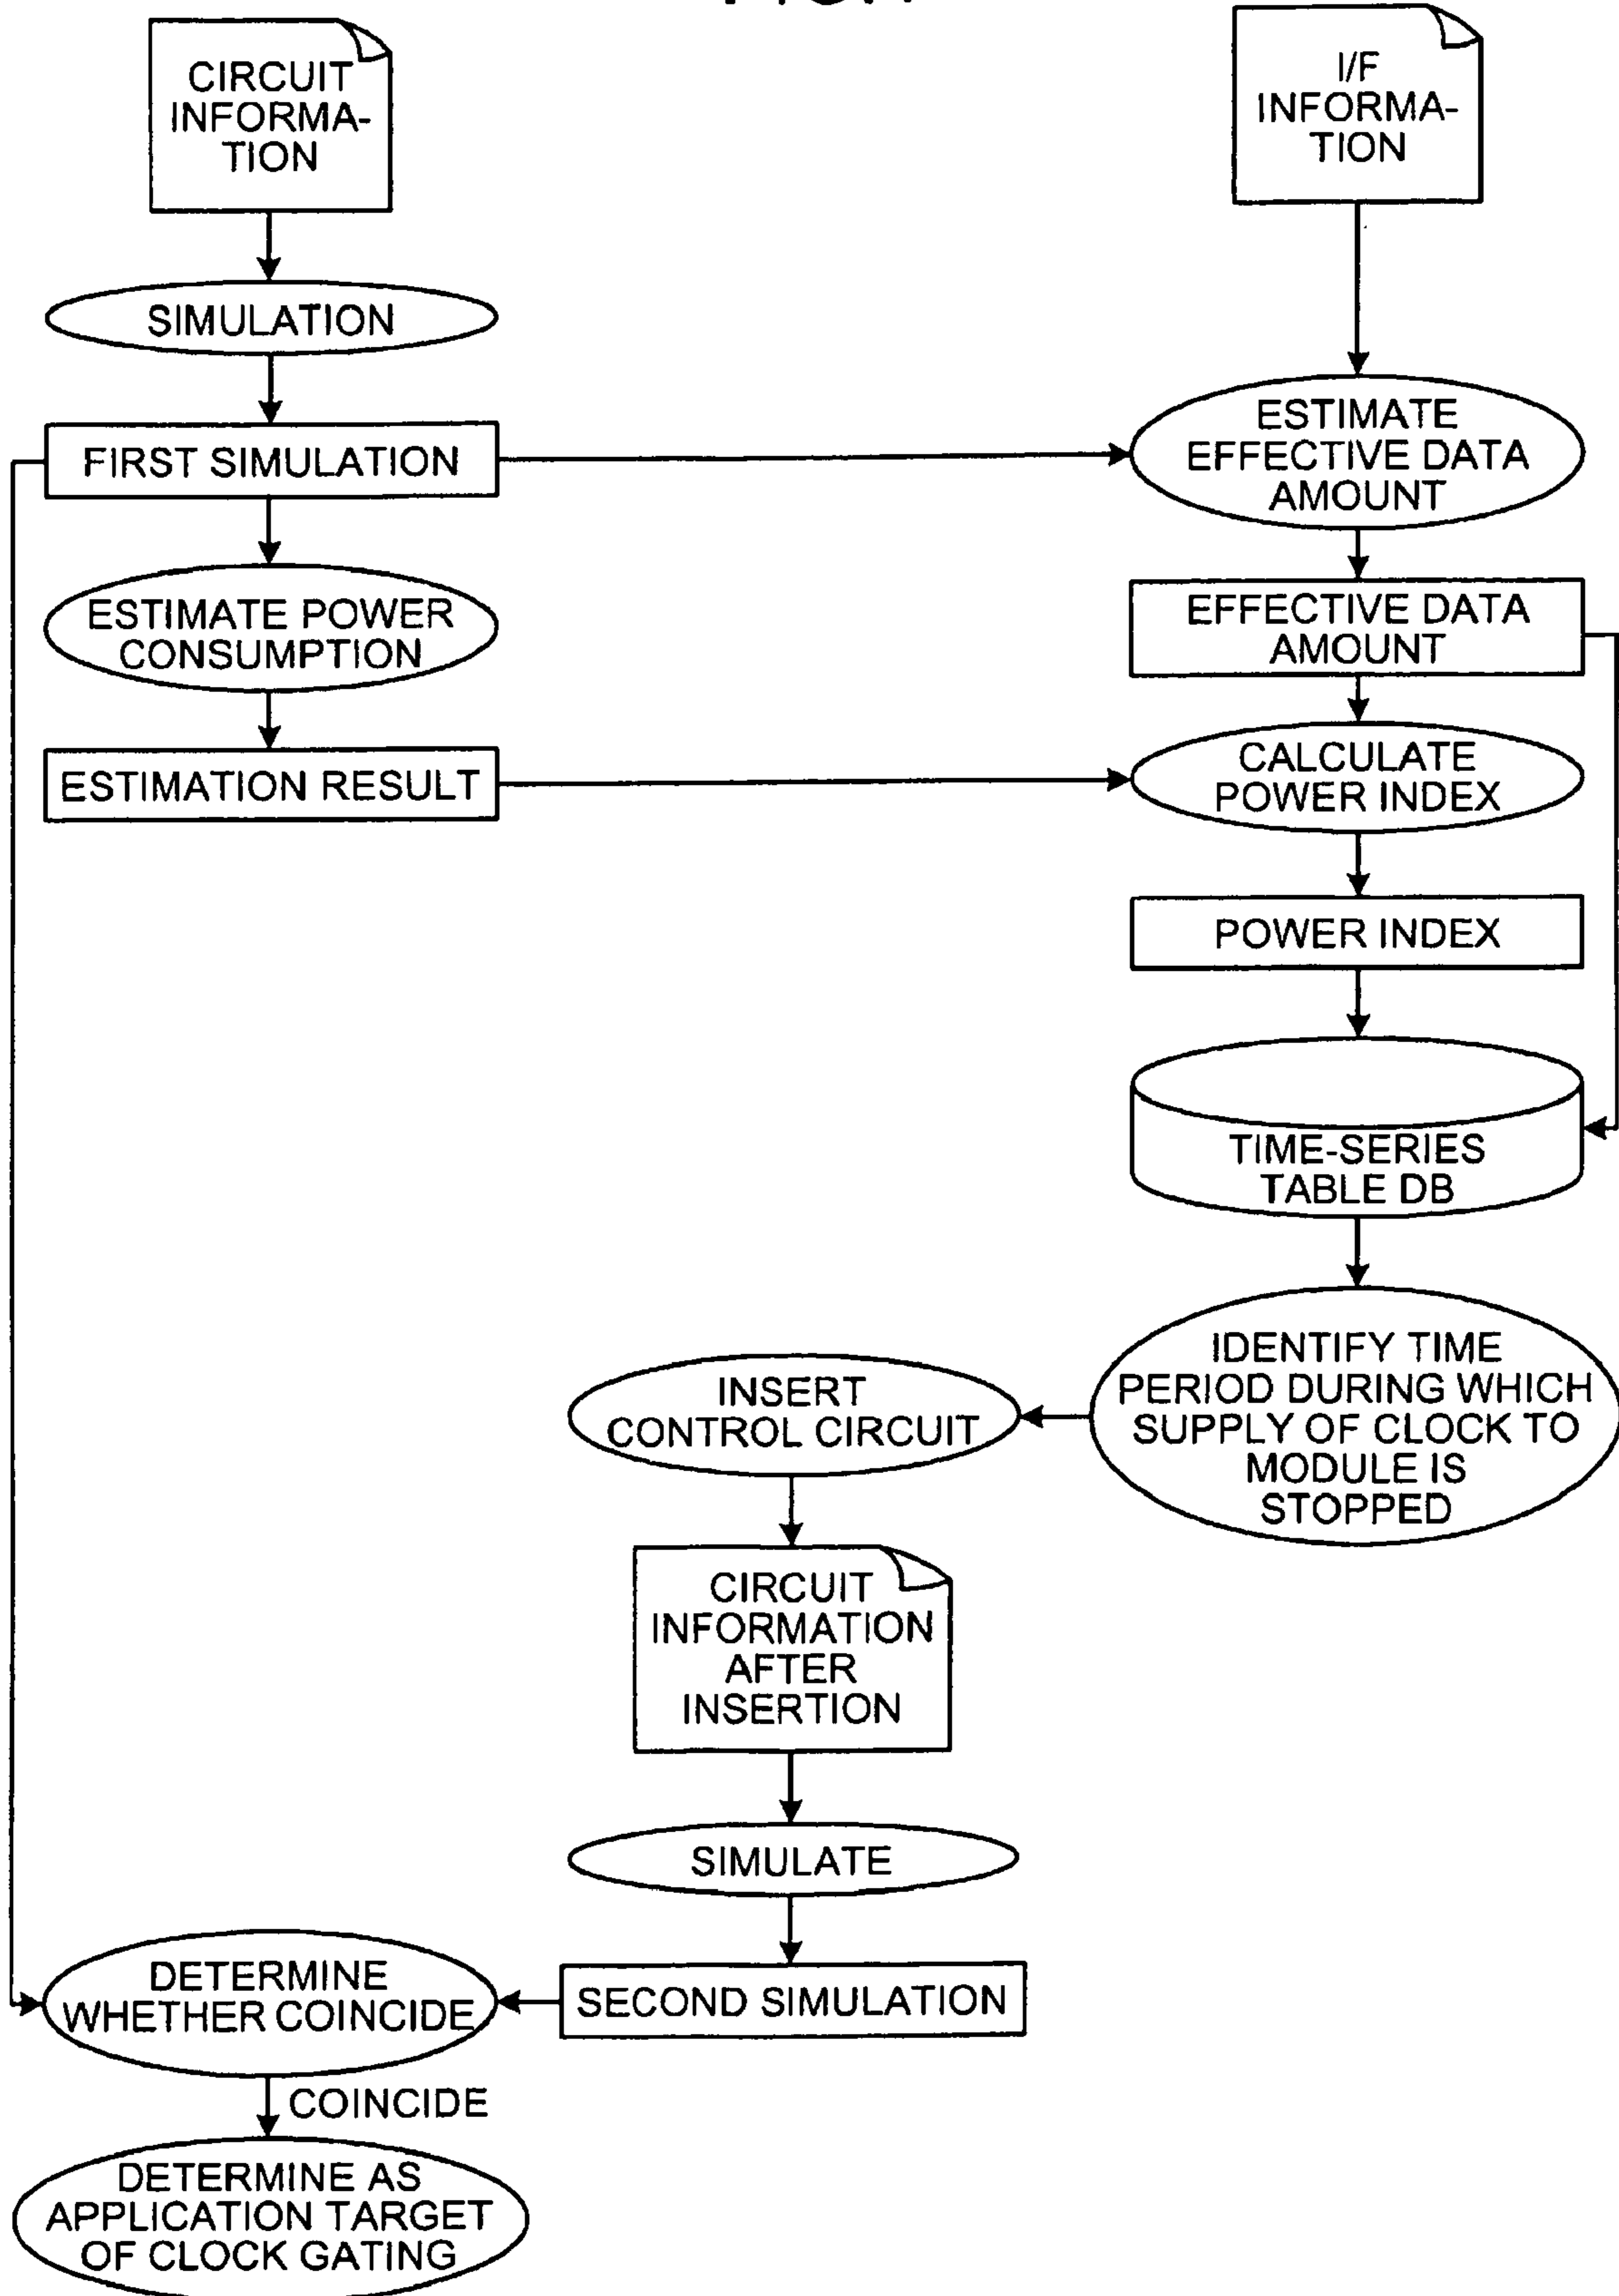 CIRCUIT
INFORMA-
TION
I/F
INFORMA-
TION
SIMULATION
FIRST SIMULATION
ESTIMATE
EFFECTIVE DATA
AMOUNT
ESTIMATE POWER
CONSUMPTION
EFFECTIVE DATA
AMOUNT
ESTIMATION RESULT
CALCULATE
POWER INDEX
POWER INDEX
TIME-SERIES
TABLE DB
IDENTIFY TIME
PERIOD DURING WHICH
SUPPLY OF CLOCK TO
MODULE IS
STOPPED
INSERT
CONTROL CIRCUIT
CIRCUIT
INFORMATION
AFTER
INSERTION
SIMULATE
SECOND SIMULATION
DETERMINE
WHETHER COINCIDE
COINCIDE
DETERMINE AS
APPLICATION TARGET
OF CLOCK GATING